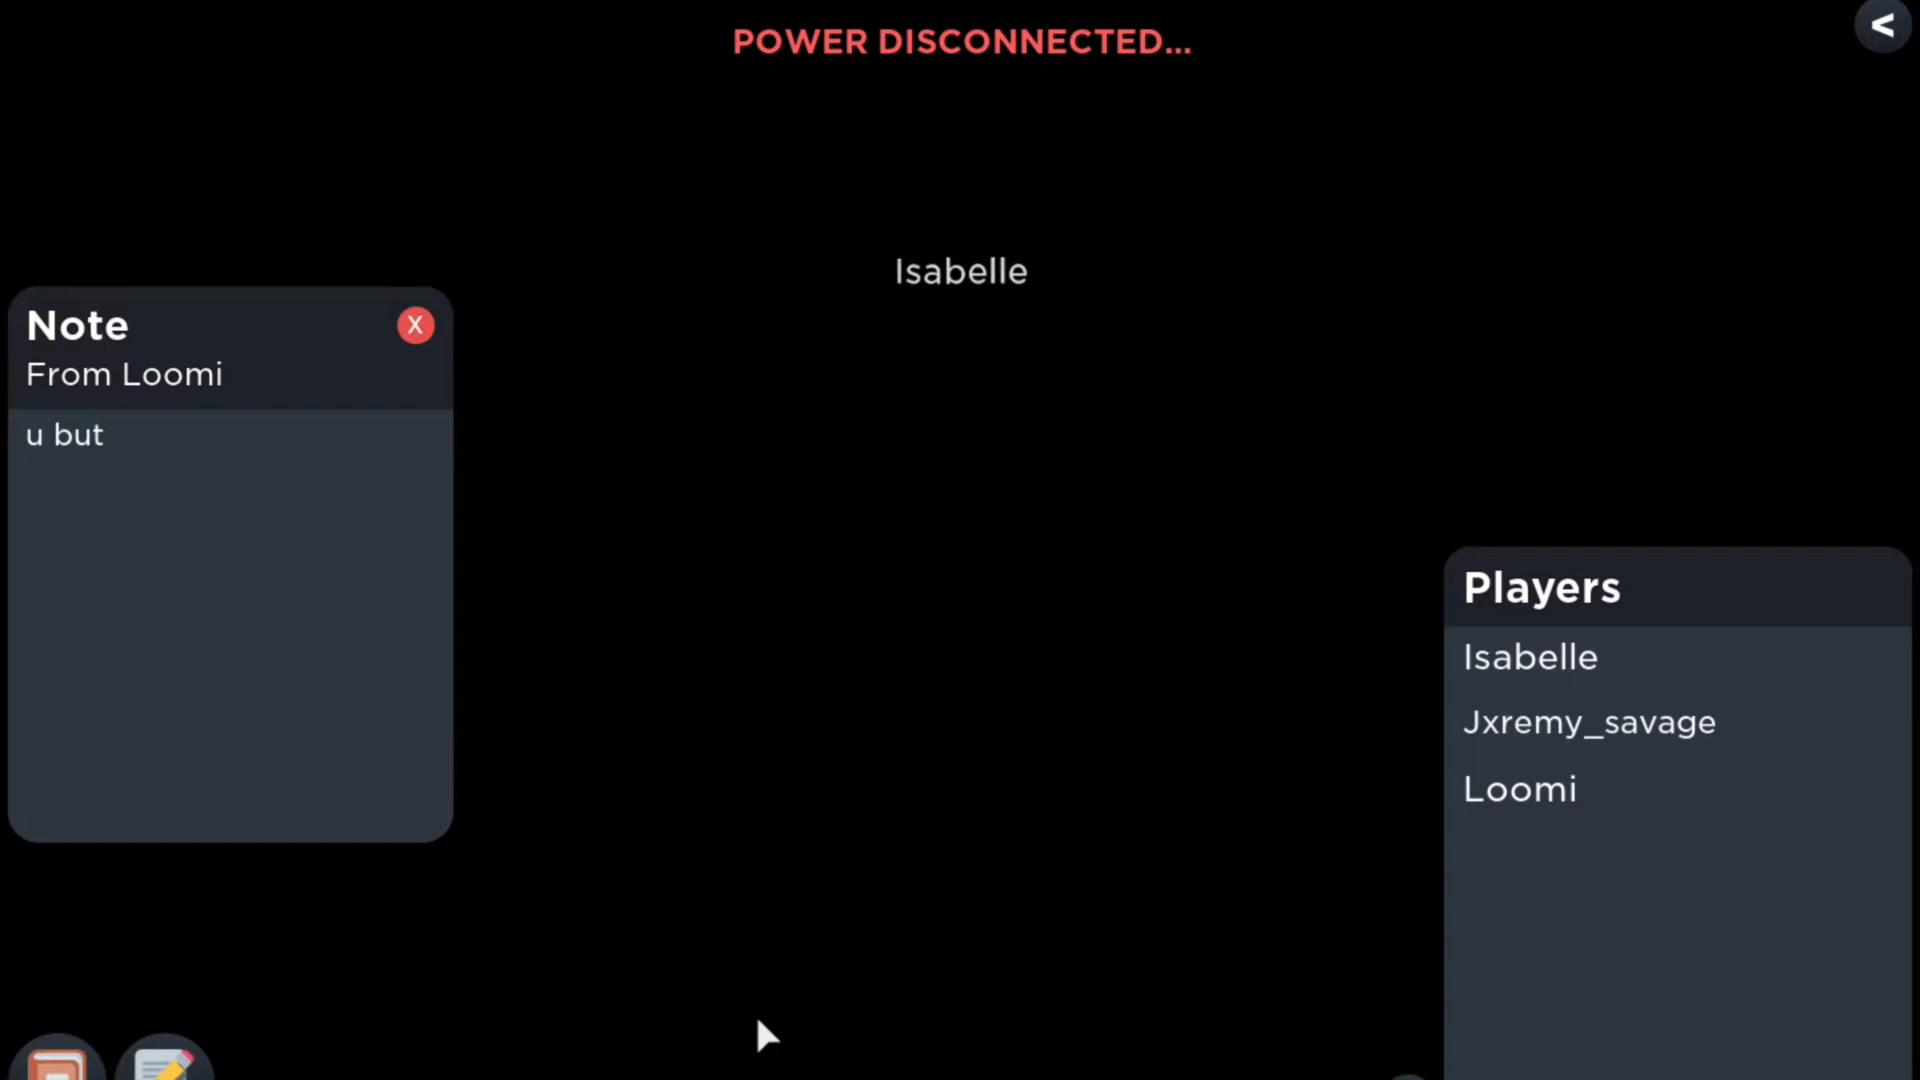 POWER DISCONNECTED...
<
Isabelle
Note
X
From Loomi
u but
Players
Isabelle
Jxremy_savage
Loomi